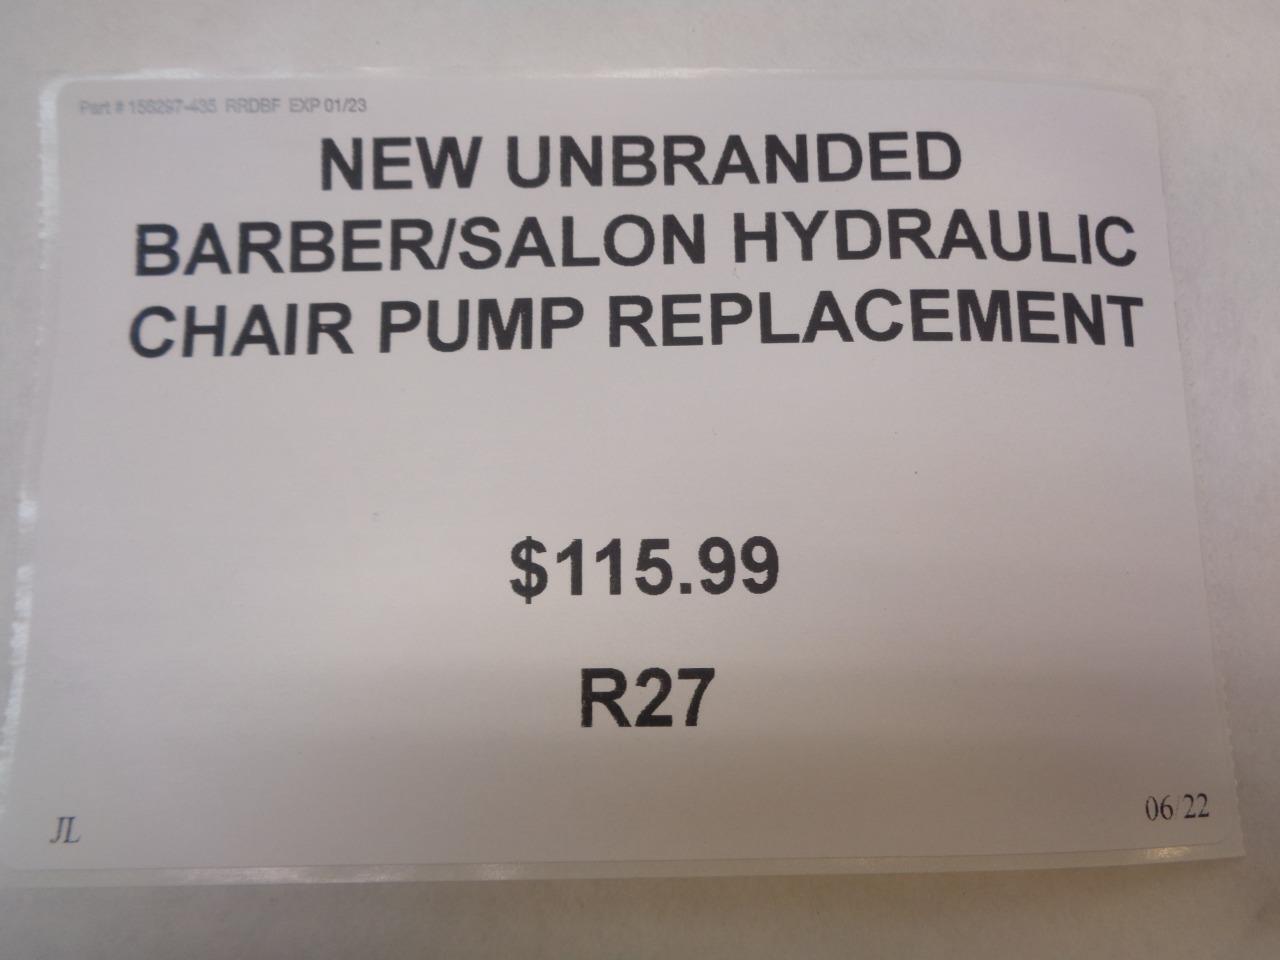 Part # 156297-435 RRDBF EXP 01/23
NEW UNBRANDED
BARBER/SALON HYDRAULIC
CHAIR PUMP REPLACEMENT
$115.99
R27
JL
06/22